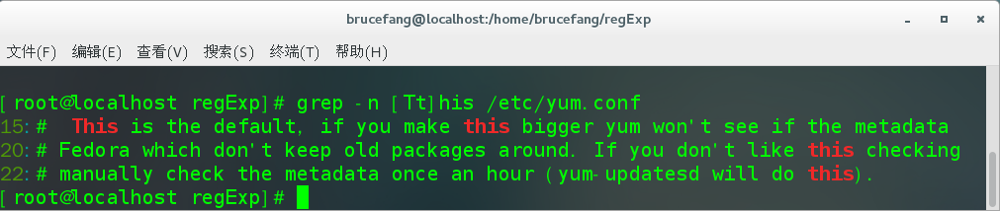 brucefang@localhost:/home/brucefang/regExp
文件(F) 编辑(E) 查看(V) 搜索(S) 终端(T) 帮助(H)
[root@localhost regExp]# grep -n [Tt]his /etc/yum.conf
15:#  This is the default, if you make this bigger yum won't see if the metadata
20:# Fedora which don't keep old packages around. If you don't like this checking
22:# manually check the metadata once an hour (yum-updatesd will do this).
[root@localhost regExp]#